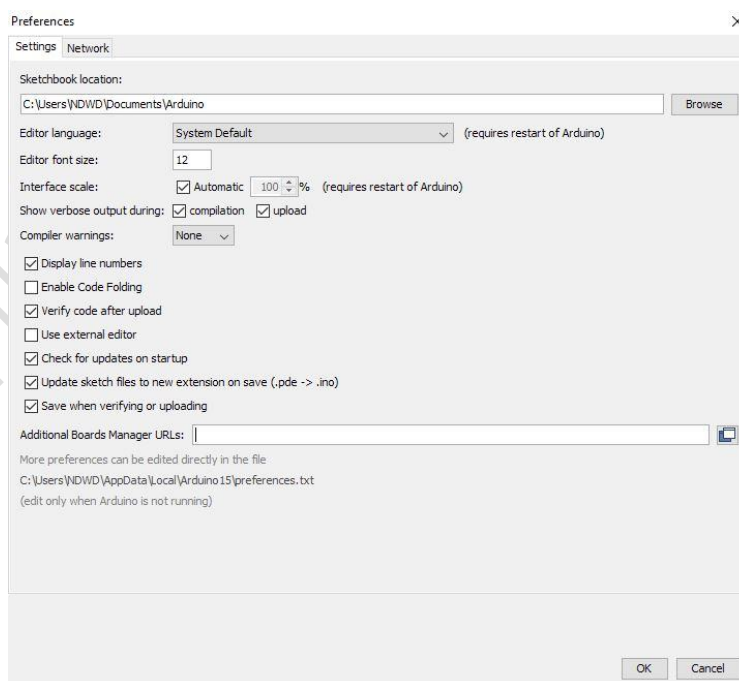 Preferences
Settings Network
Sketchbook location:
C:\Users\NDWD\Documents\Arduino Browse
Editor language: System Default (requires restart of Arduino)
Editor font size: 12
Interface scale: Automatic 100 % (requires restart of Arduino)
Show verbose output during: compilation upload
Compiler warnings: None
Display line numbers
Enable Code Folding
Verify code after upload
Use external editor
Check for updates on startup
Update sketch files to new extension on save (.pde -> .ino)
Save when verifying or uploading
Additional Boards Manager URLs:
More preferences can be edited directly in the file
C:\Users\NDWD\AppData\Local\Arduino15\preferences.txt
(edit only when Arduino is not running)
OK Cancel